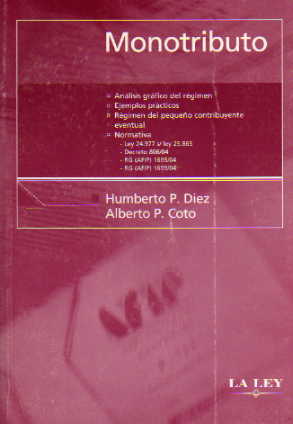 Monotributo
Análisis gráfico del régimen
Ejemplos prácticos
Régimen del pequeño contribuyente
eventual
Normativa
- Ley 24.977 s/ ley 25.865
- Decreto 806/04
- RG (AFIP) 1695/04
- RG (AFIP) 1699/04
Humberto P. Diez
Alberto P. Coto
AFIP
LA LEY